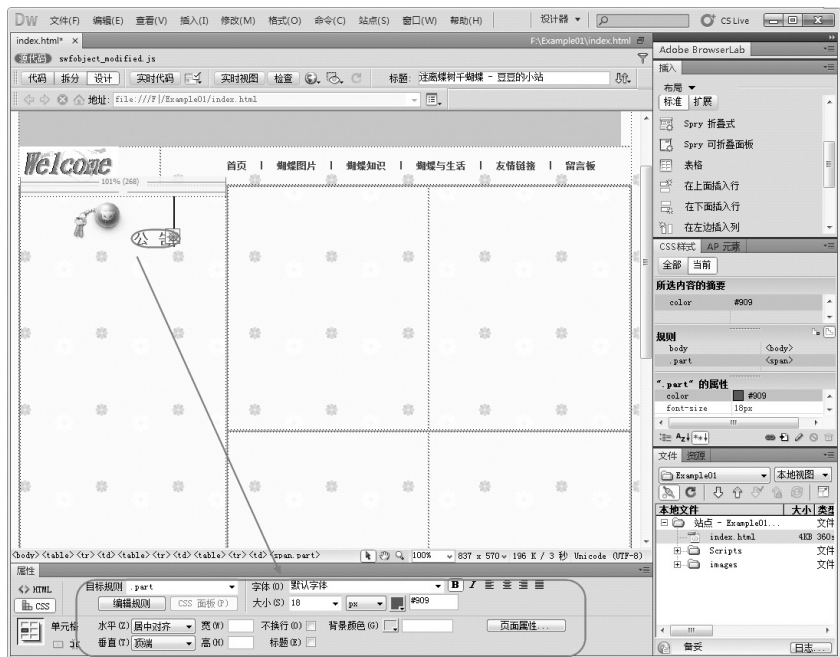 DW 文件(F) 编辑(E) 查看(V) 插入(I) 修改(M) 格式(O) 命令(C) 站点(S) 窗口(W) 帮助(H) 设计器 CS Live
index.html* × F:\Example01\index.html
源代码 swfobject_modified.js
代码 拆分 设计 实时代码 实时视图 检查 标题: 迷离蝶树千蝴蝶 - 豆豆的小站
地址: file:///F|/Example01/index.html
Welcome 首页 | 蝴蝶图片 | 蝴蝶知识 | 蝴蝶与生活 | 友情链接 | 留言板
101% (268)
公告
<body> <table> <tr> <td> <table> <tr> <td> <table> <tr> <td> <span.part> 100% 837 x 570 196 K / 3 秒 Unicode (UTF-8)
属性
<> HTML 目标规则 .part 字体(O) 默认字体 B I
CSS 编辑规则 CSS 面板(P) 大小(S) 18 px #909
单元格 水平(Z) 居中对齐 宽(W) 不换行(O) 背景颜色(G) 页面属性...
垂直(T) 顶端 高(H) 标题(E)
Adobe BrowserLab
插入
布局
标准 扩展
Spry 折叠式
Spry 可折叠面板
表格
在上面插入行
在下面插入行
在左边插入列
CSS样式 AP 元素
全部 当前
所选内容的摘要
color #909
规则
body <body>
.part <span>
".part" 的属性
color #909
font-size 18px
文件 资源
Example01 本地视图
本地文件 大小 类型
站点 - Example01... 文件
index.html 4KB 360:
Scripts 文件
images 文件
备妥 日志...